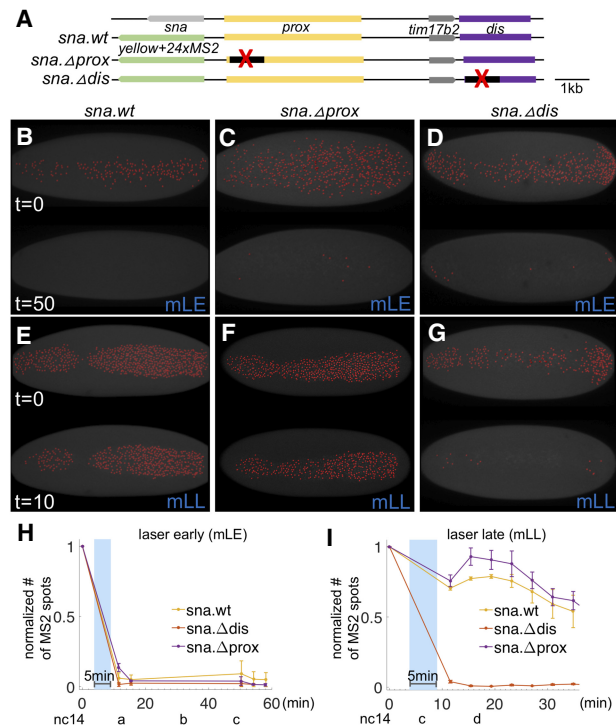 A
sna prox tim17b2 dis
sna.wt
yellow+24xMS2
sna.Δprox
sna.Δdis
1kb
sna.wt sna.Δprox sna.Δdis
B C D
t=0
t=50 mLE mLE mLE
E F G
t=0
t=10 mLL mLL mLL
H laser early (mLE)
normalized #
of MS2 spots
1
0.5
0
sna.wt
sna.Δdis
sna.Δprox
5min
0 20 40 60 (min)
nc14 a b c
I laser late (mLL)
normalized #
of MS2 spots
1
0.5
0
sna.wt
sna.Δdis
sna.Δprox
5min
0 10 20 30 (min)
nc14 c d